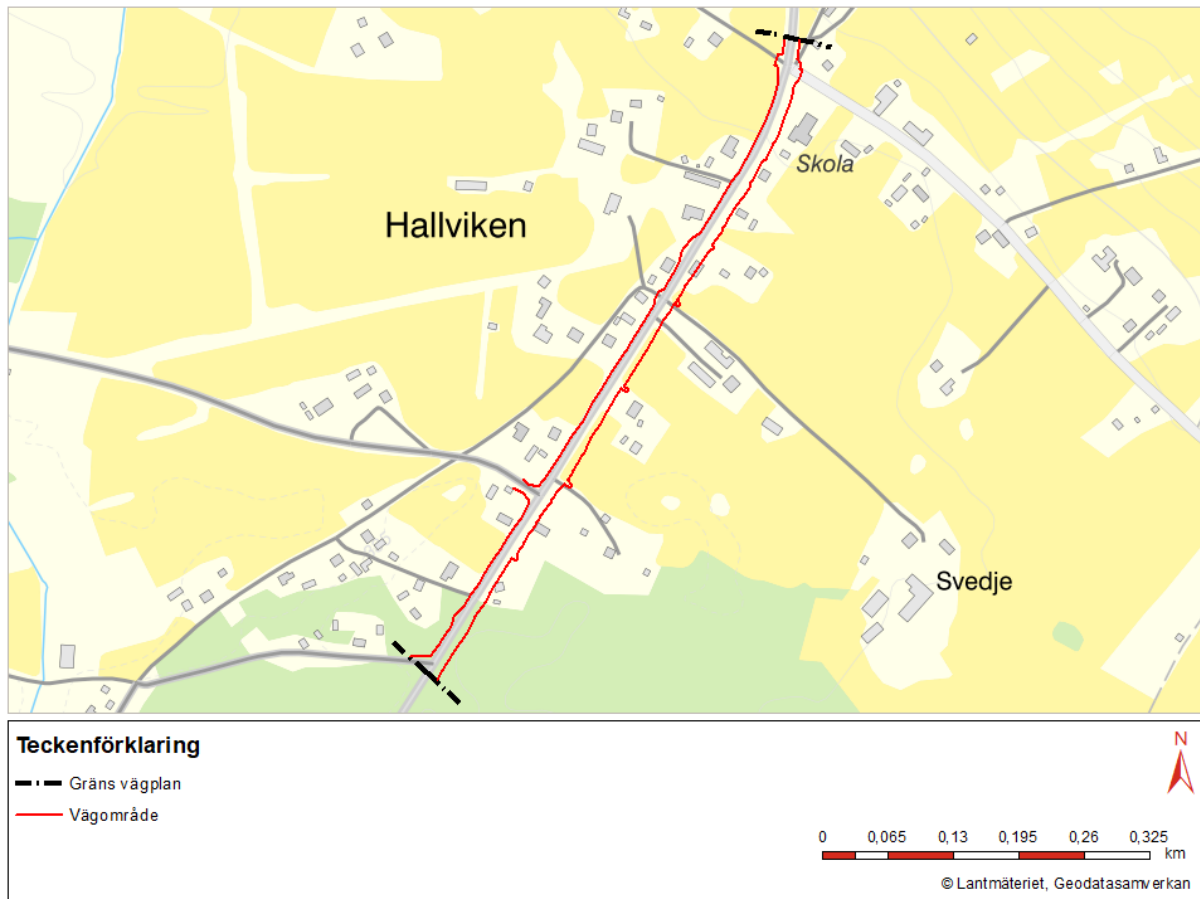 Skola
Hallviken
Svedje
Teckenförklaring
Gräns vägplan
Vägområde
N
0 0,065 0,13 0,195 0,26 0,325
km
© Lantmäteriet, Geodatasamverkan